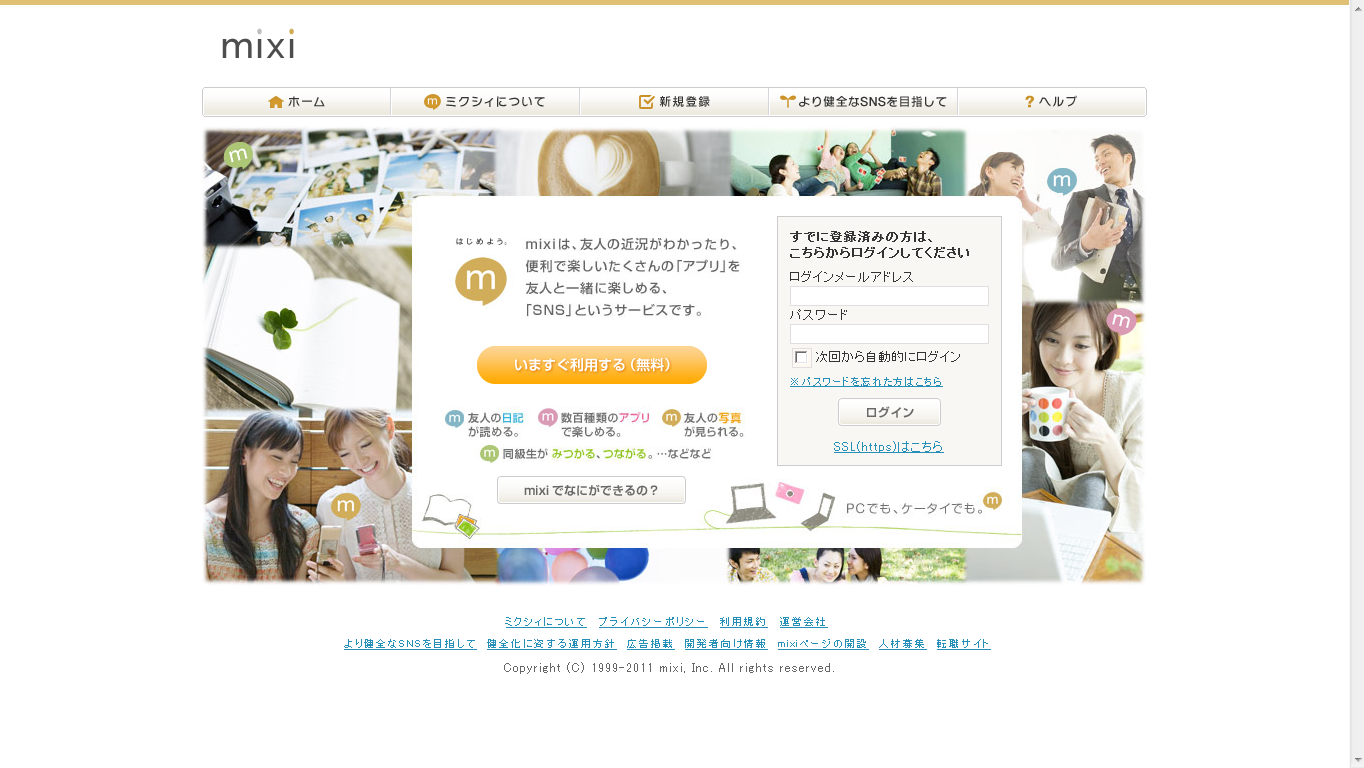 mixi
ホーム
ミクシィについて
新規登録
より健全なSNSを目指して
? ヘルプ
m
m
はじめよう。
m
mixiは、友人の近況がわかったり、
便利で楽しいたくさんの「アプリ」を
友人と一緒に楽しめる、
「SNS」というサービスです。
いますぐ利用する（無料）
m 友人の日記
が読める。
m 数百種類のアプリ
で楽しめる。
m 友人の写真
が見られる。
m 同級生が みつかる、つながる。…などなど
mixi でなにができるの？
すでに登録済みの方は、
こちらからログインしてください
ログインメールアドレス
パスワード
次回から自動的にログイン
※パスワードを忘れた方はこちら
ログイン
SSL(https)はこちら
m
m
PCでも、ケータイでも。
m
ミクシィについて プライバシーポリシー 利用規約 運営会社
より健全なSNSを目指して 健全化に資する運用方針 広告掲載 開発者向け情報 mixiページの開設 人材募集 転職サイト
Copyright (C) 1999-2011 mixi, Inc. All rights reserved.